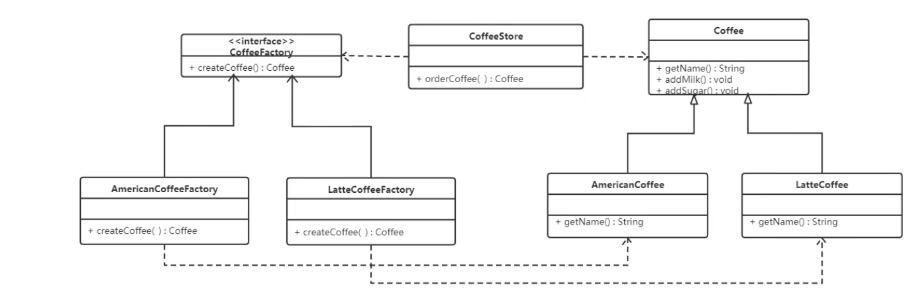 <<interface>>
CoffeeFactory
+ createCoffee() : Coffee
CoffeeStore
+ orderCoffee( ) : Coffee
Coffee
+ getName() : String
+ addMilk() : void
+ addSugar() : void
AmericanCoffeeFactory
+ createCoffee( ) : Coffee
LatteCoffeeFactory
+ createCoffee( ) : Coffee
AmericanCoffee
+ getName() : String
LatteCoffee
+ getName() : String